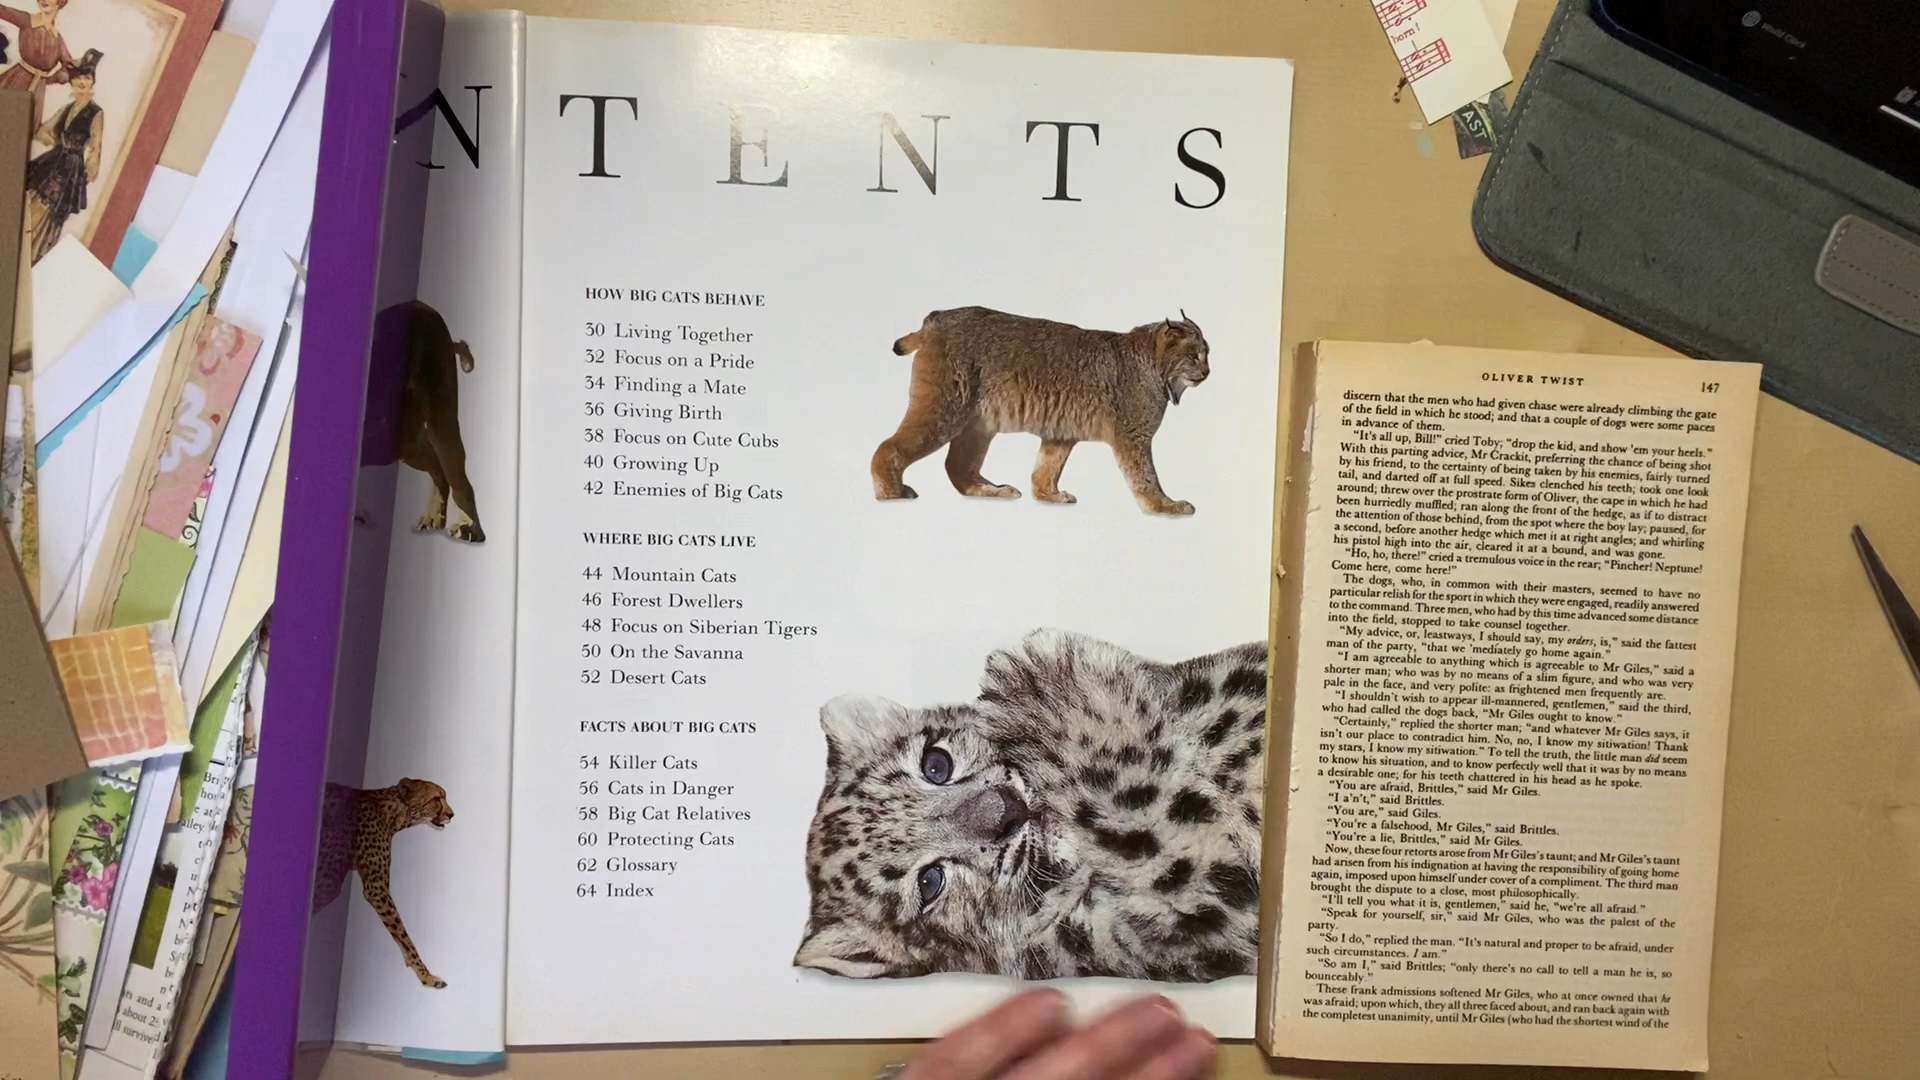 N T E N T S
HOW BIG CATS BEHAVE
30 Living Together
32 Focus on a Pride
34 Finding a Mate
36 Giving Birth
38 Focus on Cute Cubs
40 Growing Up
42 Enemies of Big Cats
WHERE BIG CATS LIVE
44 Mountain Cats
46 Forest Dwellers
48 Focus on Siberian Tigers
50 On the Savanna
52 Desert Cats
FACTS ABOUT BIG CATS
54 Killer Cats
56 Cats in Danger
58 Big Cat Relatives
60 Protecting Cats
62 Glossary
64 Index
OLIVER TWIST 147
discern that the men who had given chase were already climbing the gate
of the field in which he stood; and that a couple of dogs were some paces
in advance of them.
"It's all up, Bill!" cried Toby; "drop the kid, and show 'em your heels."
With this parting advice, Mr Crackit, preferring the chance of being shot
by his friend, to the certainty of being taken by his enemies, fairly turned
tail, and darted off at full speed. Sikes clenched his teeth; took one look
around; threw over the prostrate form of Oliver, the cape in which he had
been hurriedly muffled; ran along the front of the hedge, as if to distract
the attention of those behind, from the spot where the boy lay; paused, for
a second, before another hedge which met it at right angles; and whirling
his pistol high into the air, cleared it at a bound, and was gone.
"Ho, ho, there!" cried a tremulous voice in the rear; "Pincher! Neptune!
Come here, come here!"
The dogs, who, in common with their masters, seemed to have no
particular relish for the sport in which they were engaged, readily answered
to the command. Three men, who had by this time advanced some distance
into the field, stopped to take counsel together.
"My advice, or, leastways, I should say, my orders, is," said the fattest
man of the party, "that we 'mediately go home again."
"I am agreeable to anything which is agreeable to Mr Giles," said a
shorter man; who was by no means of a slim figure, and who was very
pale in the face, and very polite: as frightened men frequently are.
"I shouldn't wish to appear ill-mannered, gentlemen," said the third,
who had called the dogs back, "Mr Giles ought to know."
"Certainly," replied the shorter man; "and whatever Mr Giles says, it
isn't our place to contradict him. No, no, I know my sitiwation! Thank
my stars, I know my sitiwation." To tell the truth, the little man did seem
to know his situation, and to know perfectly well that it was by no means
a desirable one; for his teeth chattered in his head as he spoke.
"You are afraid, Brittles," said Mr Giles.
"I a'n't," said Brittles.
"You are," said Giles.
"You're a falsehood, Mr Giles," said Brittles.
"You're a lie, Brittles," said Mr Giles.
Now, these four retorts arose from Mr Giles's taunt; and Mr Giles's taunt
had arisen from his indignation at having the responsibility of going home
again, imposed upon himself under cover of a compliment. The third man
brought the dispute to a close, most philosophically.
"I'll tell you what it is, gentlemen," said he, "we're all afraid."
"Speak for yourself, sir," said Mr Giles, who was the palest of the
party.
"So I do," replied the man. "It's natural and proper to be afraid, under
such circumstances. I am."
"So am I," said Brittles; "only there's no call to tell a man he is, so
bounceably."
These frank admissions softened Mr Giles, who at once owned that he
was afraid; upon which, they all three faced about, and ran back again with
the completest unanimity, until Mr Giles (who had the shortest wind of the
born!
AST
World Clock